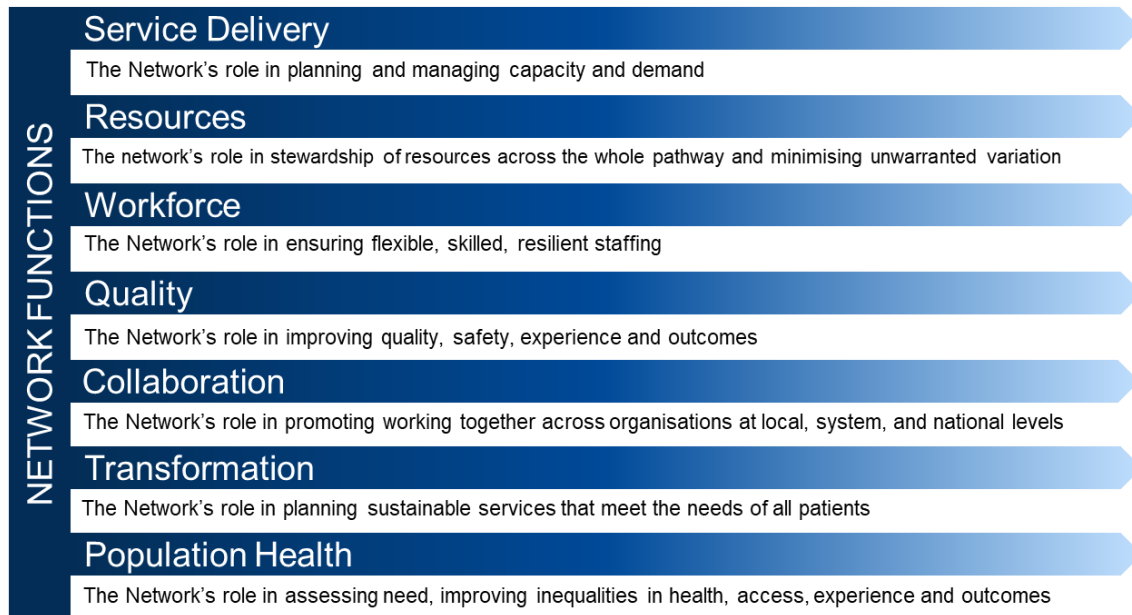 NETWORK FUNCTIONS
Service Delivery
The Network's role in planning and managing capacity and demand
Resources
The network's role in stewardship of resources across the whole pathway and minimising unwarranted variation
Workforce
The Network's role in ensuring flexible, skilled, resilient staffing
Quality
The Network's role in improving quality, safety, experience and outcomes
Collaboration
The Network's role in promoting working together across organisations at local, system, and national levels
Transformation
The Network's role in planning sustainable services that meet the needs of all patients
Population Health
The Network's role in assessing need, improving inequalities in health, access, experience and outcomes